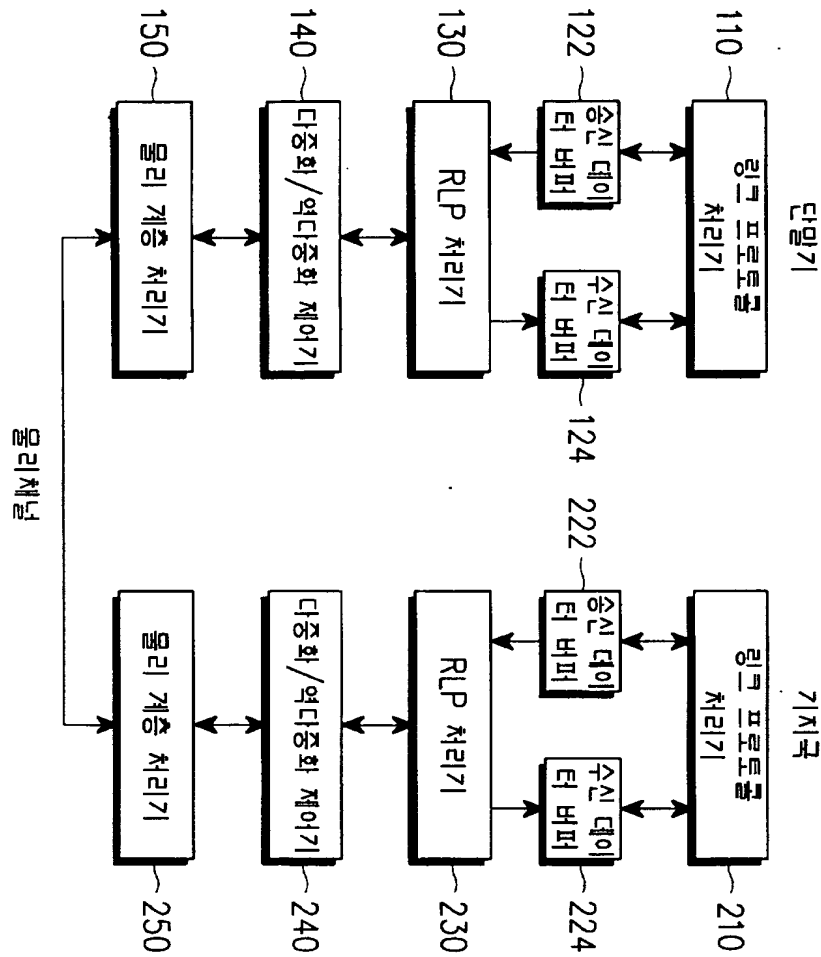 단말기
기지국
110
링크 프로토콜
처리기
링크 프로토콜
처리기
210
122
송신 데이
터 버퍼
수신 데이
터 버퍼
124
222
송신 데이
터 버퍼
수신 데이
터 버퍼
224
130
RLP 처리기
RLP 처리기
230
140
다중화/역다중화 제어기
다중화/역다중화 제어기
240
150
물리 계층 처리기
물리 계층 처리기
250
물리채널